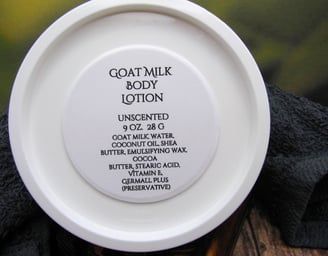 Goat Milk
Body
Lotion
Unscented
9 oz. 28 g
Goat Milk, Water,
Coconut Oil, Shea
Butter, Emulsifying Wax,
Cocoa
Butter, Stearic Acid,
Vitamin E,
Germall Plus
(Preservative)